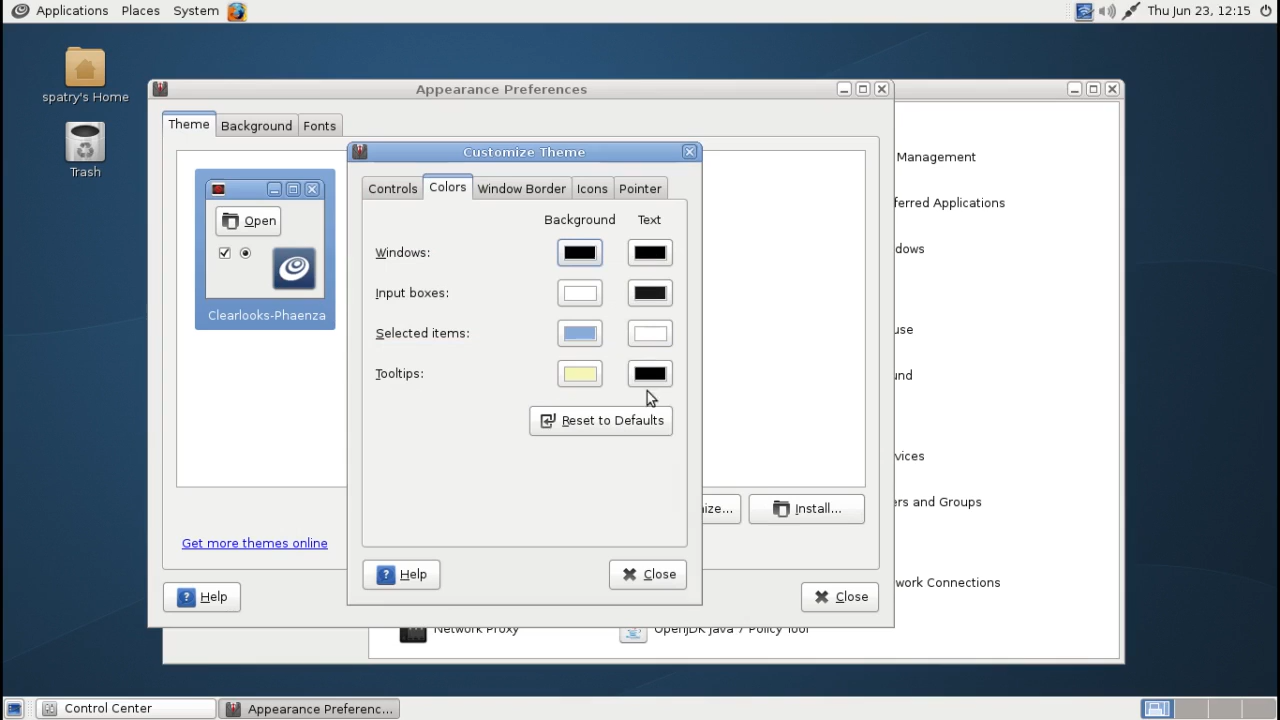 Applications Places System
Thu Jun 23, 12:15
spatry's Home
Trash
Appearance Preferences
Theme Background Fonts
Open
Clearlooks-Phaenza
Customize Theme
Controls Colors Window Border Icons Pointer
Background Text
Windows:
Input boxes:
Selected items:
Tooltips:
Reset to Defaults
Help Close
ize... Install...
Get more themes online
Help Close
Management
ferred Applications
dows
use
und
vices
ers and Groups
work Connections
Network Proxy OpenJDK Java 7 Policy Tool
Control Center Appearance Preferenc...